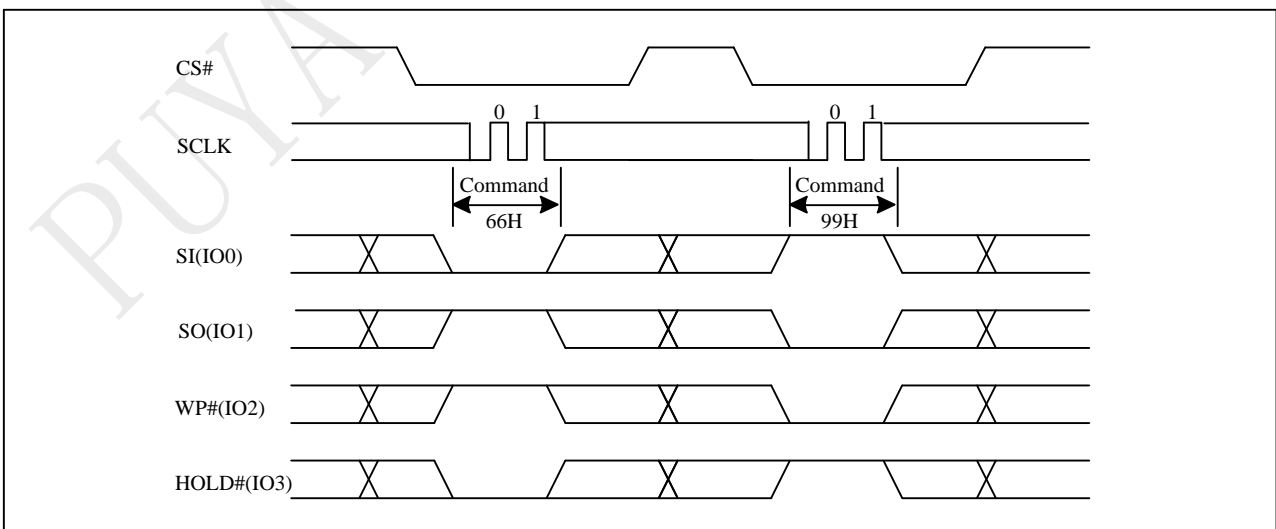 PUYA
CS#
0 1 0 1
SCLK
Command Command
66H 99H
SI(IO0)
SO(IO1)
WP#(IO2)
HOLD#(IO3)